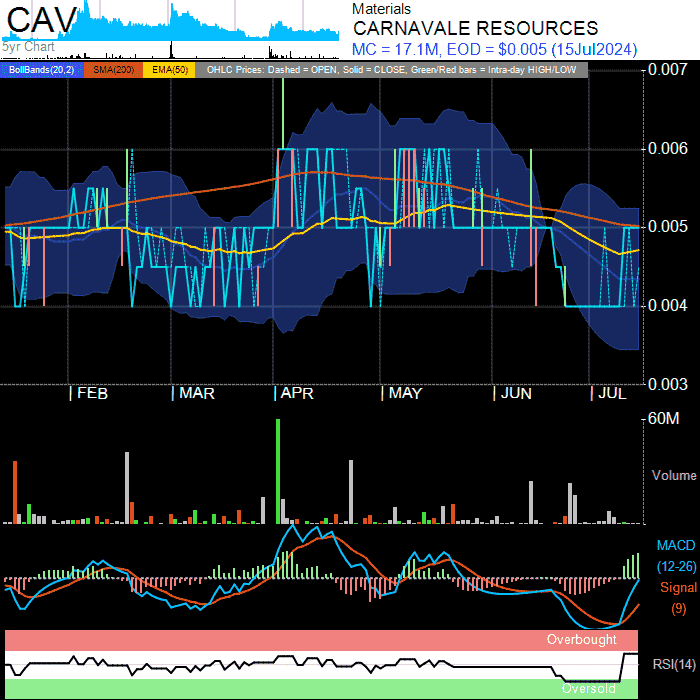 CAV
5yr Chart
Materials
CARNAVALE RESOURCES
MC = 17.1M, EOD = $0.005 (15Jul2024)
BollBands(20,2) SMA(200) EMA(50) OHLC Prices: Dashed = OPEN, Solid = CLOSE, Green/Red bars = Intra-day HIGH/LOW
0.007
0.006
0.005
0.004
0.003
FEB MAR APR MAY JUN JUL
60M
Volume
MACD
(12-26)
Signal
(9)
Overbought
RSI(14)
Oversold